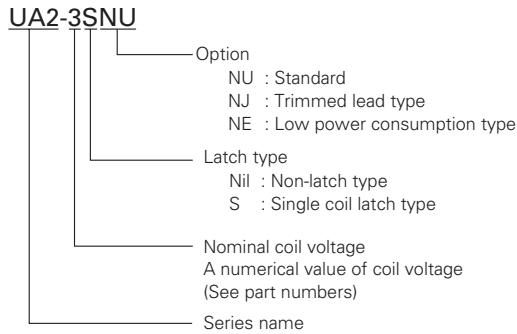 UA2-3SNU
Option
NU : Standard
NJ : Trimmed lead type
NE : Low power consumption type
Latch type
Nil : Non-latch type
S : Single coil latch type
Nominal coil voltage
A numerical value of coil voltage
(See part numbers)
Series name